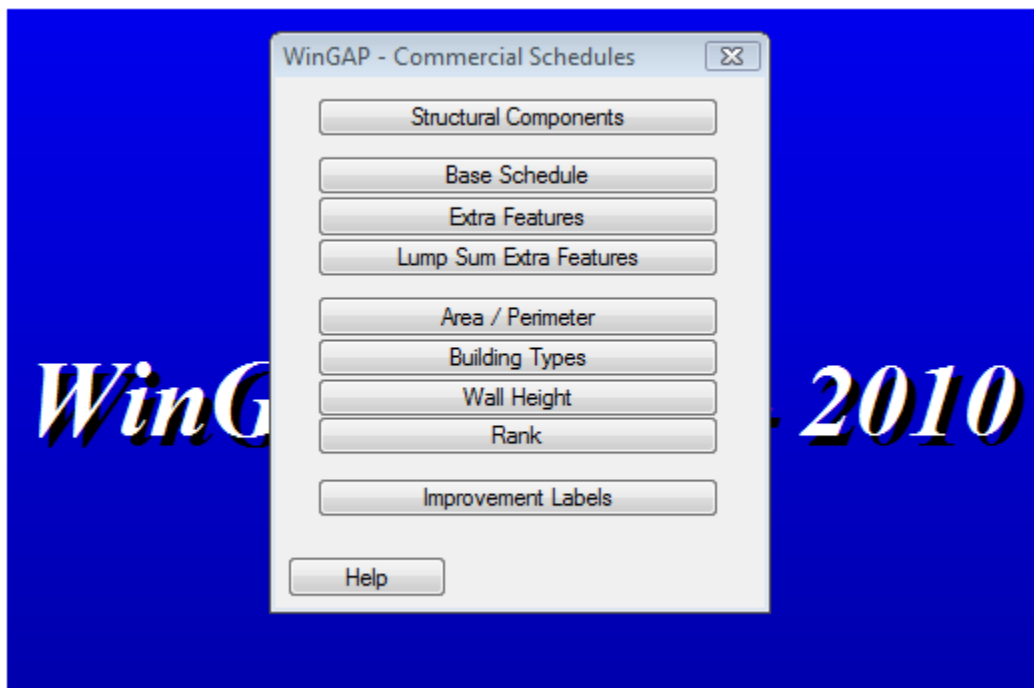 WinGAP - Commercial Schedules
Structural Components
Base Schedule
Extra Features
Lump Sum Extra Features
Area / Perimeter
Building Types
Wall Height
WinG 2010
Rank
Improvement Labels
Help